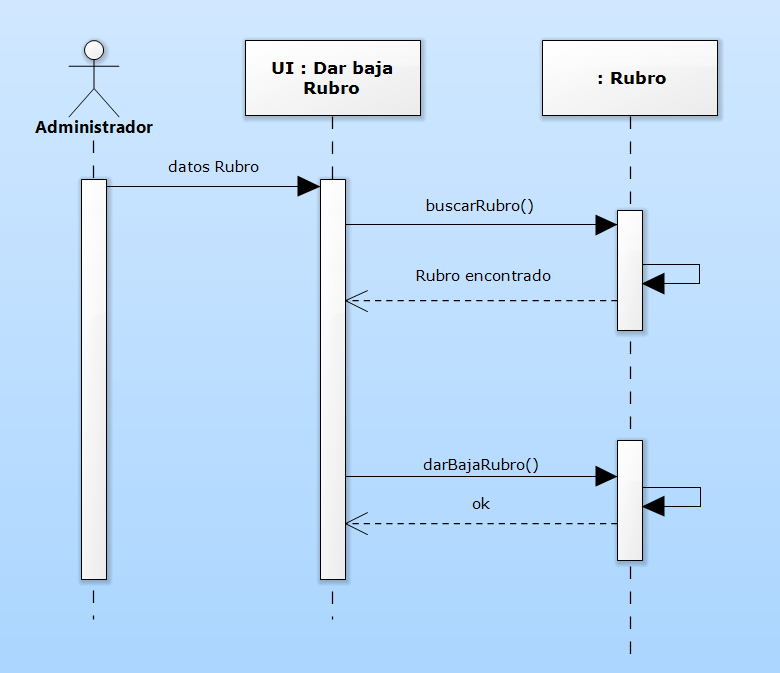 Administrador
UI : Dar baja
Rubro
: Rubro
datos Rubro
buscarRubro()
Rubro encontrado
darBajaRubro()
ok